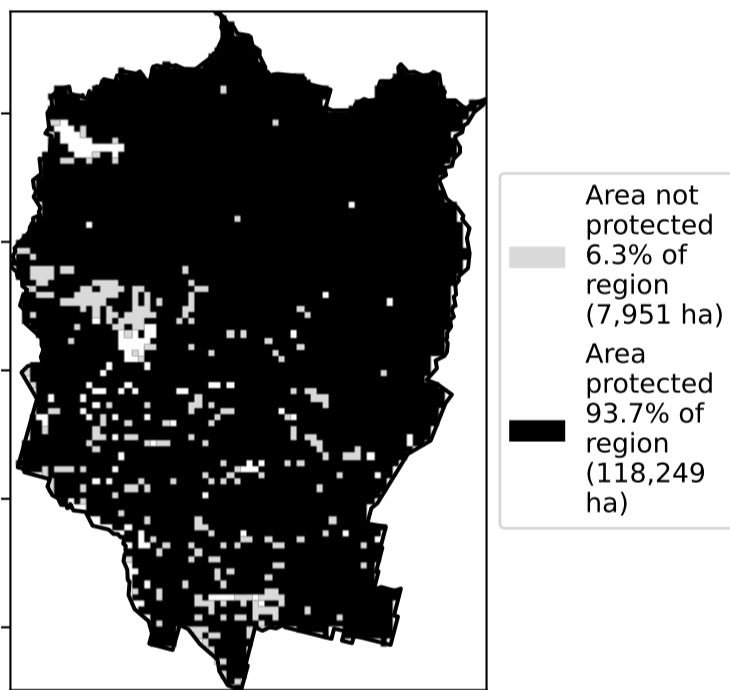 Area not
protected
6.3% of
region
(7,951 ha)
Area
protected
93.7% of
region
(118,249
ha)